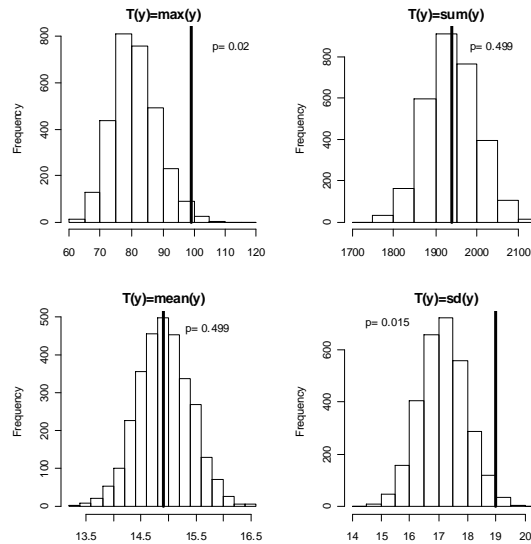 T(y)=max(y)
p= 0.02
Frequency
0 200 400 600 800
60 70 80 90 100 120
T(y)=sum(y)
p= 0.499
Frequency
0 200 400 600 800
1700 1800 1900 2000 2100
T(y)=mean(y)
p= 0.499
Frequency
0 100 200 300 400 500
13.5 14.5 15.5 16.5
T(y)=sd(y)
p= 0.015
Frequency
0 200 400 600
14 15 16 17 18 19 20